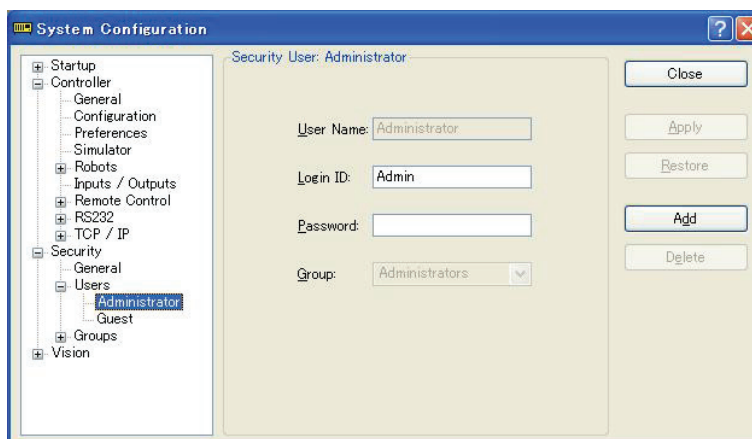 System Configuration
Startup
Controller
General
Configuration
Preferences
Simulator
Robots
Inputs / Outputs
Remote Control
RS232
TCP / IP
Security
General
Users
Administrator
Guest
Groups
Vision
Security User: Administrator
User Name: Administrator
Login ID: Admin
Password:
Group: Administrators
Close
Apply
Restore
Add
Delete